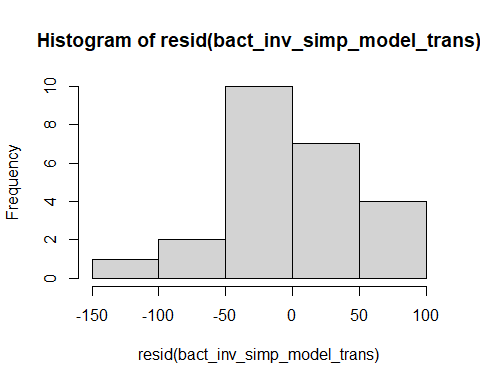 Histogram of resid(bact_inv_simp_model_trans)
Frequency
10
8
6
4
2
0
-150 -100 -50 0 50 100
resid(bact_inv_simp_model_trans)